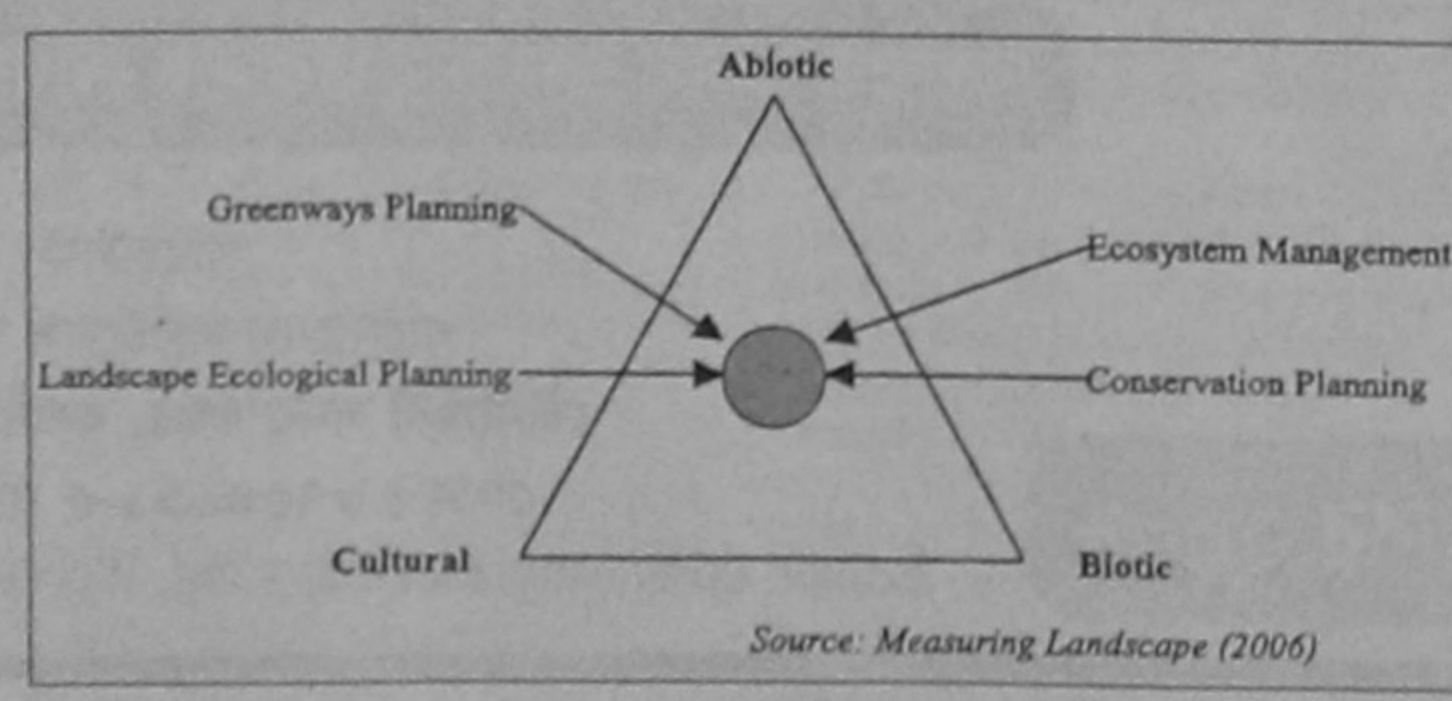 Abiotic
Greenways Planning
Ecosystem Management
Landscape Ecological Planning
Conservation Planning
Cultural
Biotic
Source: Measuring Landscape (2006)